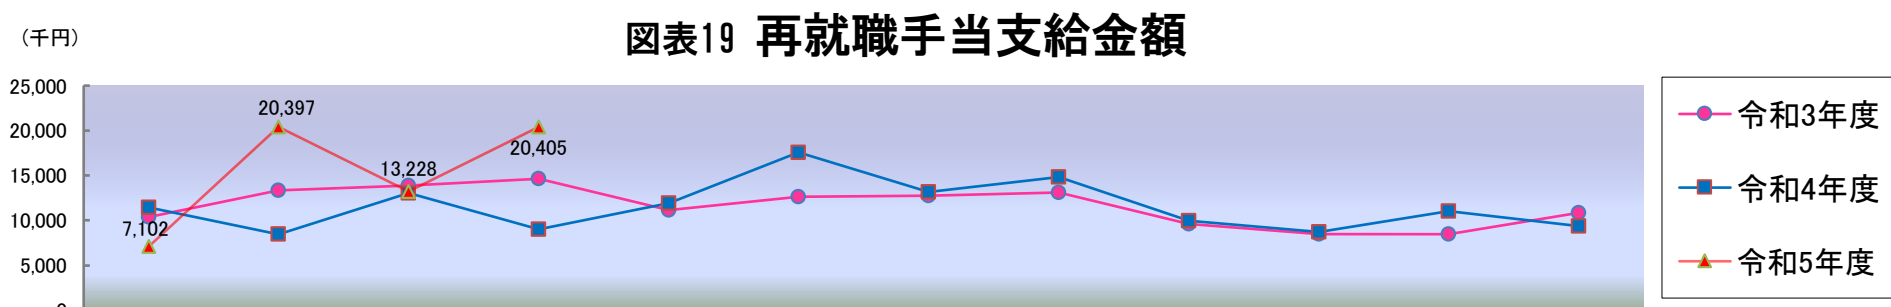 図表19 再就職手当支給金額
(千円)
25,000
20,000
15,000
10,000
5,000
20,397
13,228
20,405
7,102
令和3年度
令和4年度
令和5年度